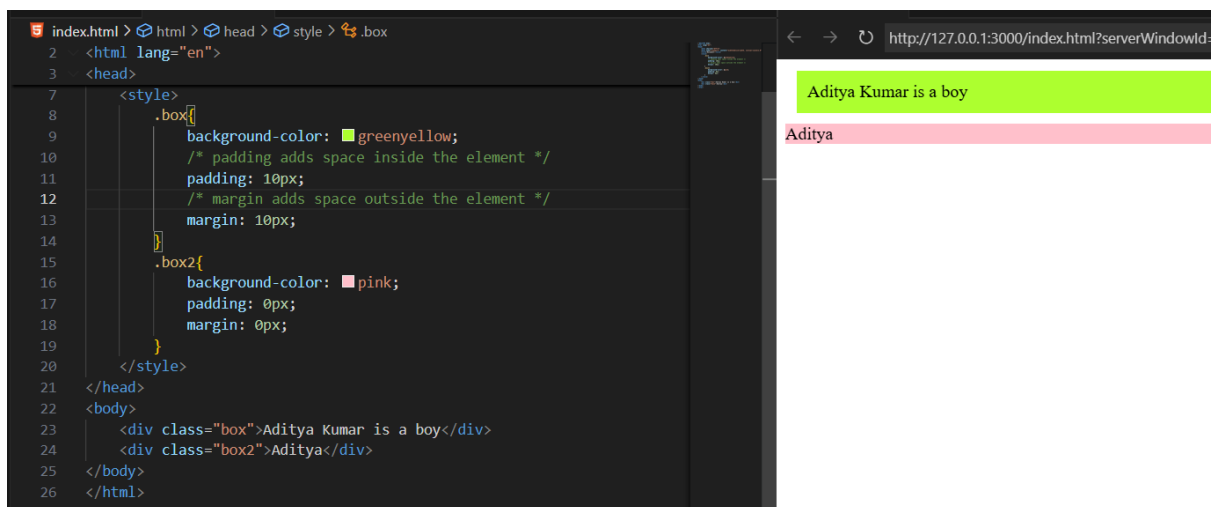 index.html > html > head > style > .box
2 <html lang="en">
3 <head>
7 <style>
8 .box{
9 background-color: greenyellow;
10 /* padding adds space inside the element */
11 padding: 10px;
12 /* margin adds space outside the element */
13 margin: 10px;
14 }
15 .box2{
16 background-color: pink;
17 padding: 0px;
18 margin: 0px;
19 }
20 </style>
21 </head>
22 <body>
23 <div class="box">Aditya Kumar is a boy</div>
24 <div class="box2">Aditya</div>
25 </body>
26 </html>
http://127.0.0.1:3000/index.html?serverWindowId=
Aditya Kumar is a boy
Aditya